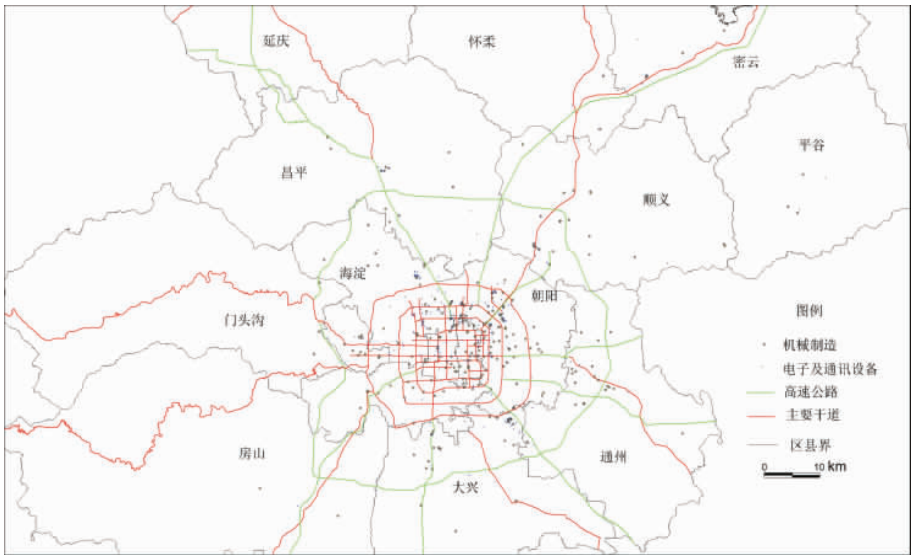 延庆
怀柔
密云
平谷
昌平
顺义
海淀
朝阳
门头沟
图例
机械制造
电子及通讯设备
高速公路
主要干道
区县界
房山
通州
大兴
0 10 km